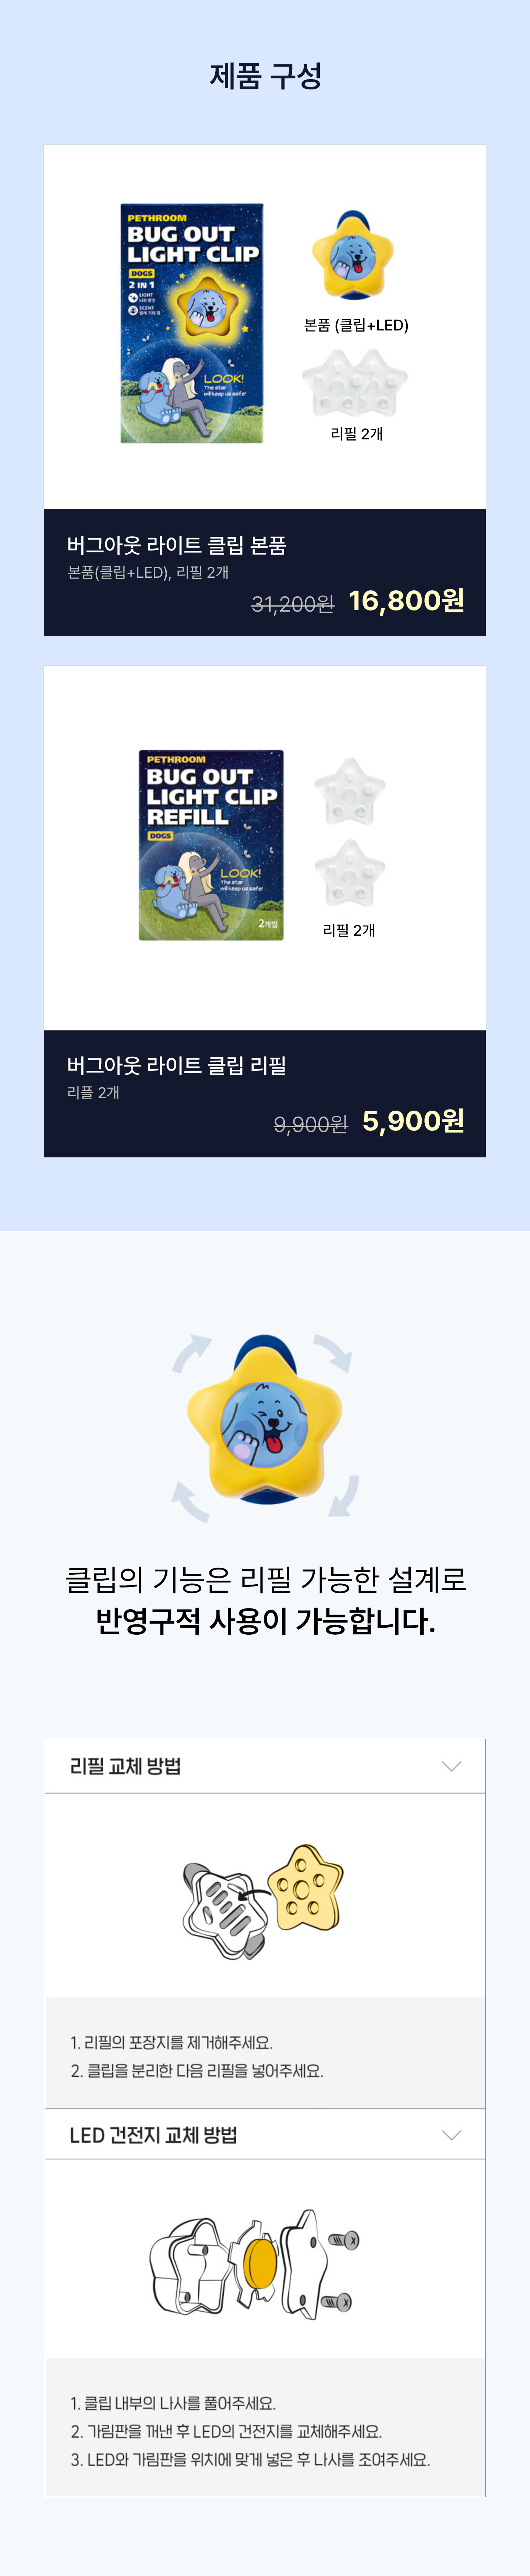 제품 구성
PETHROOM
BUG OUT
LIGHT CLIP
DOGS
2 IN 1
LIGHT
SCENT
LOOK!
The star
will keep us safe!
본품 (클립+LED)
리필 2개
버그아웃 라이트 클립 본품
본품(클립+LED), 리필 2개
31,200원 16,800원
PETHROOM
BUG OUT
LIGHT CLIP
REFILL
DOGS
LOOK!
The star
will keep us safe!
2개입
리필 2개
버그아웃 라이트 클립 리필
리플 2개
9,900원 5,900원
클립의 기능은 리필 가능한 설계로
반영구적 사용이 가능합니다.
리필 교체 방법
1. 리필의 포장지를 제거해주세요.
2. 클립을 분리한 다음 리필을 넣어주세요.
LED 건전지 교체 방법
1. 클립 내부의 나사를 풀어주세요.
2. 가림판을 꺼낸 후 LED의 건전지를 교체해주세요.
3. LED와 가림판을 위치에 맞게 넣은 후 나사를 조여주세요.